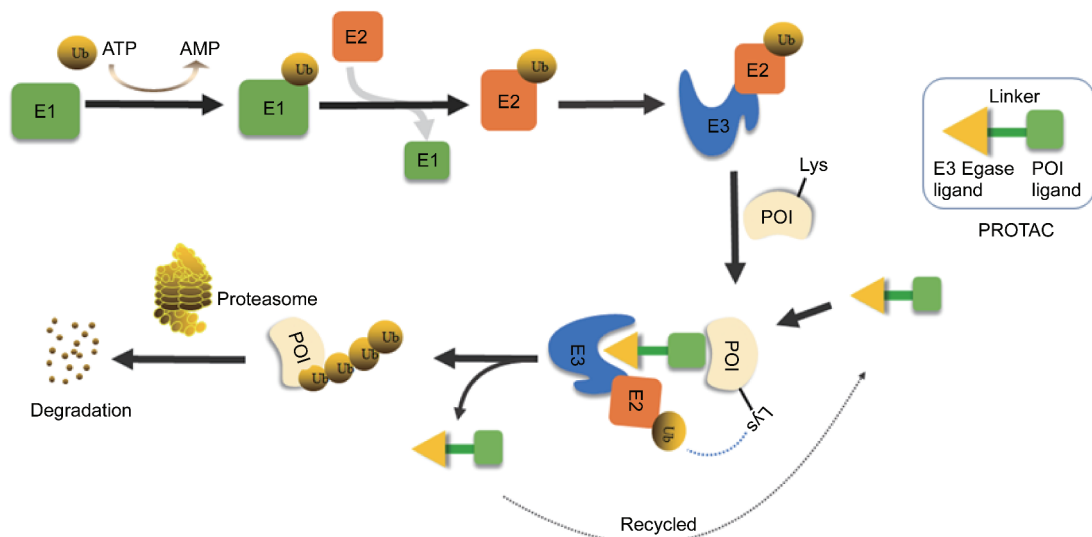 Ub
ATP
AMP
E1
Ub
E1
E2
E1
Ub
E2
Ub
E2
E3
Linker
E3 Egase
ligand
POI
ligand
PROTAC
Lys
POI
Proteasome
Degradation
POI
Ub
Ub
Ub
Ub
E3
E2
Ub
POI
Lys
Recycled